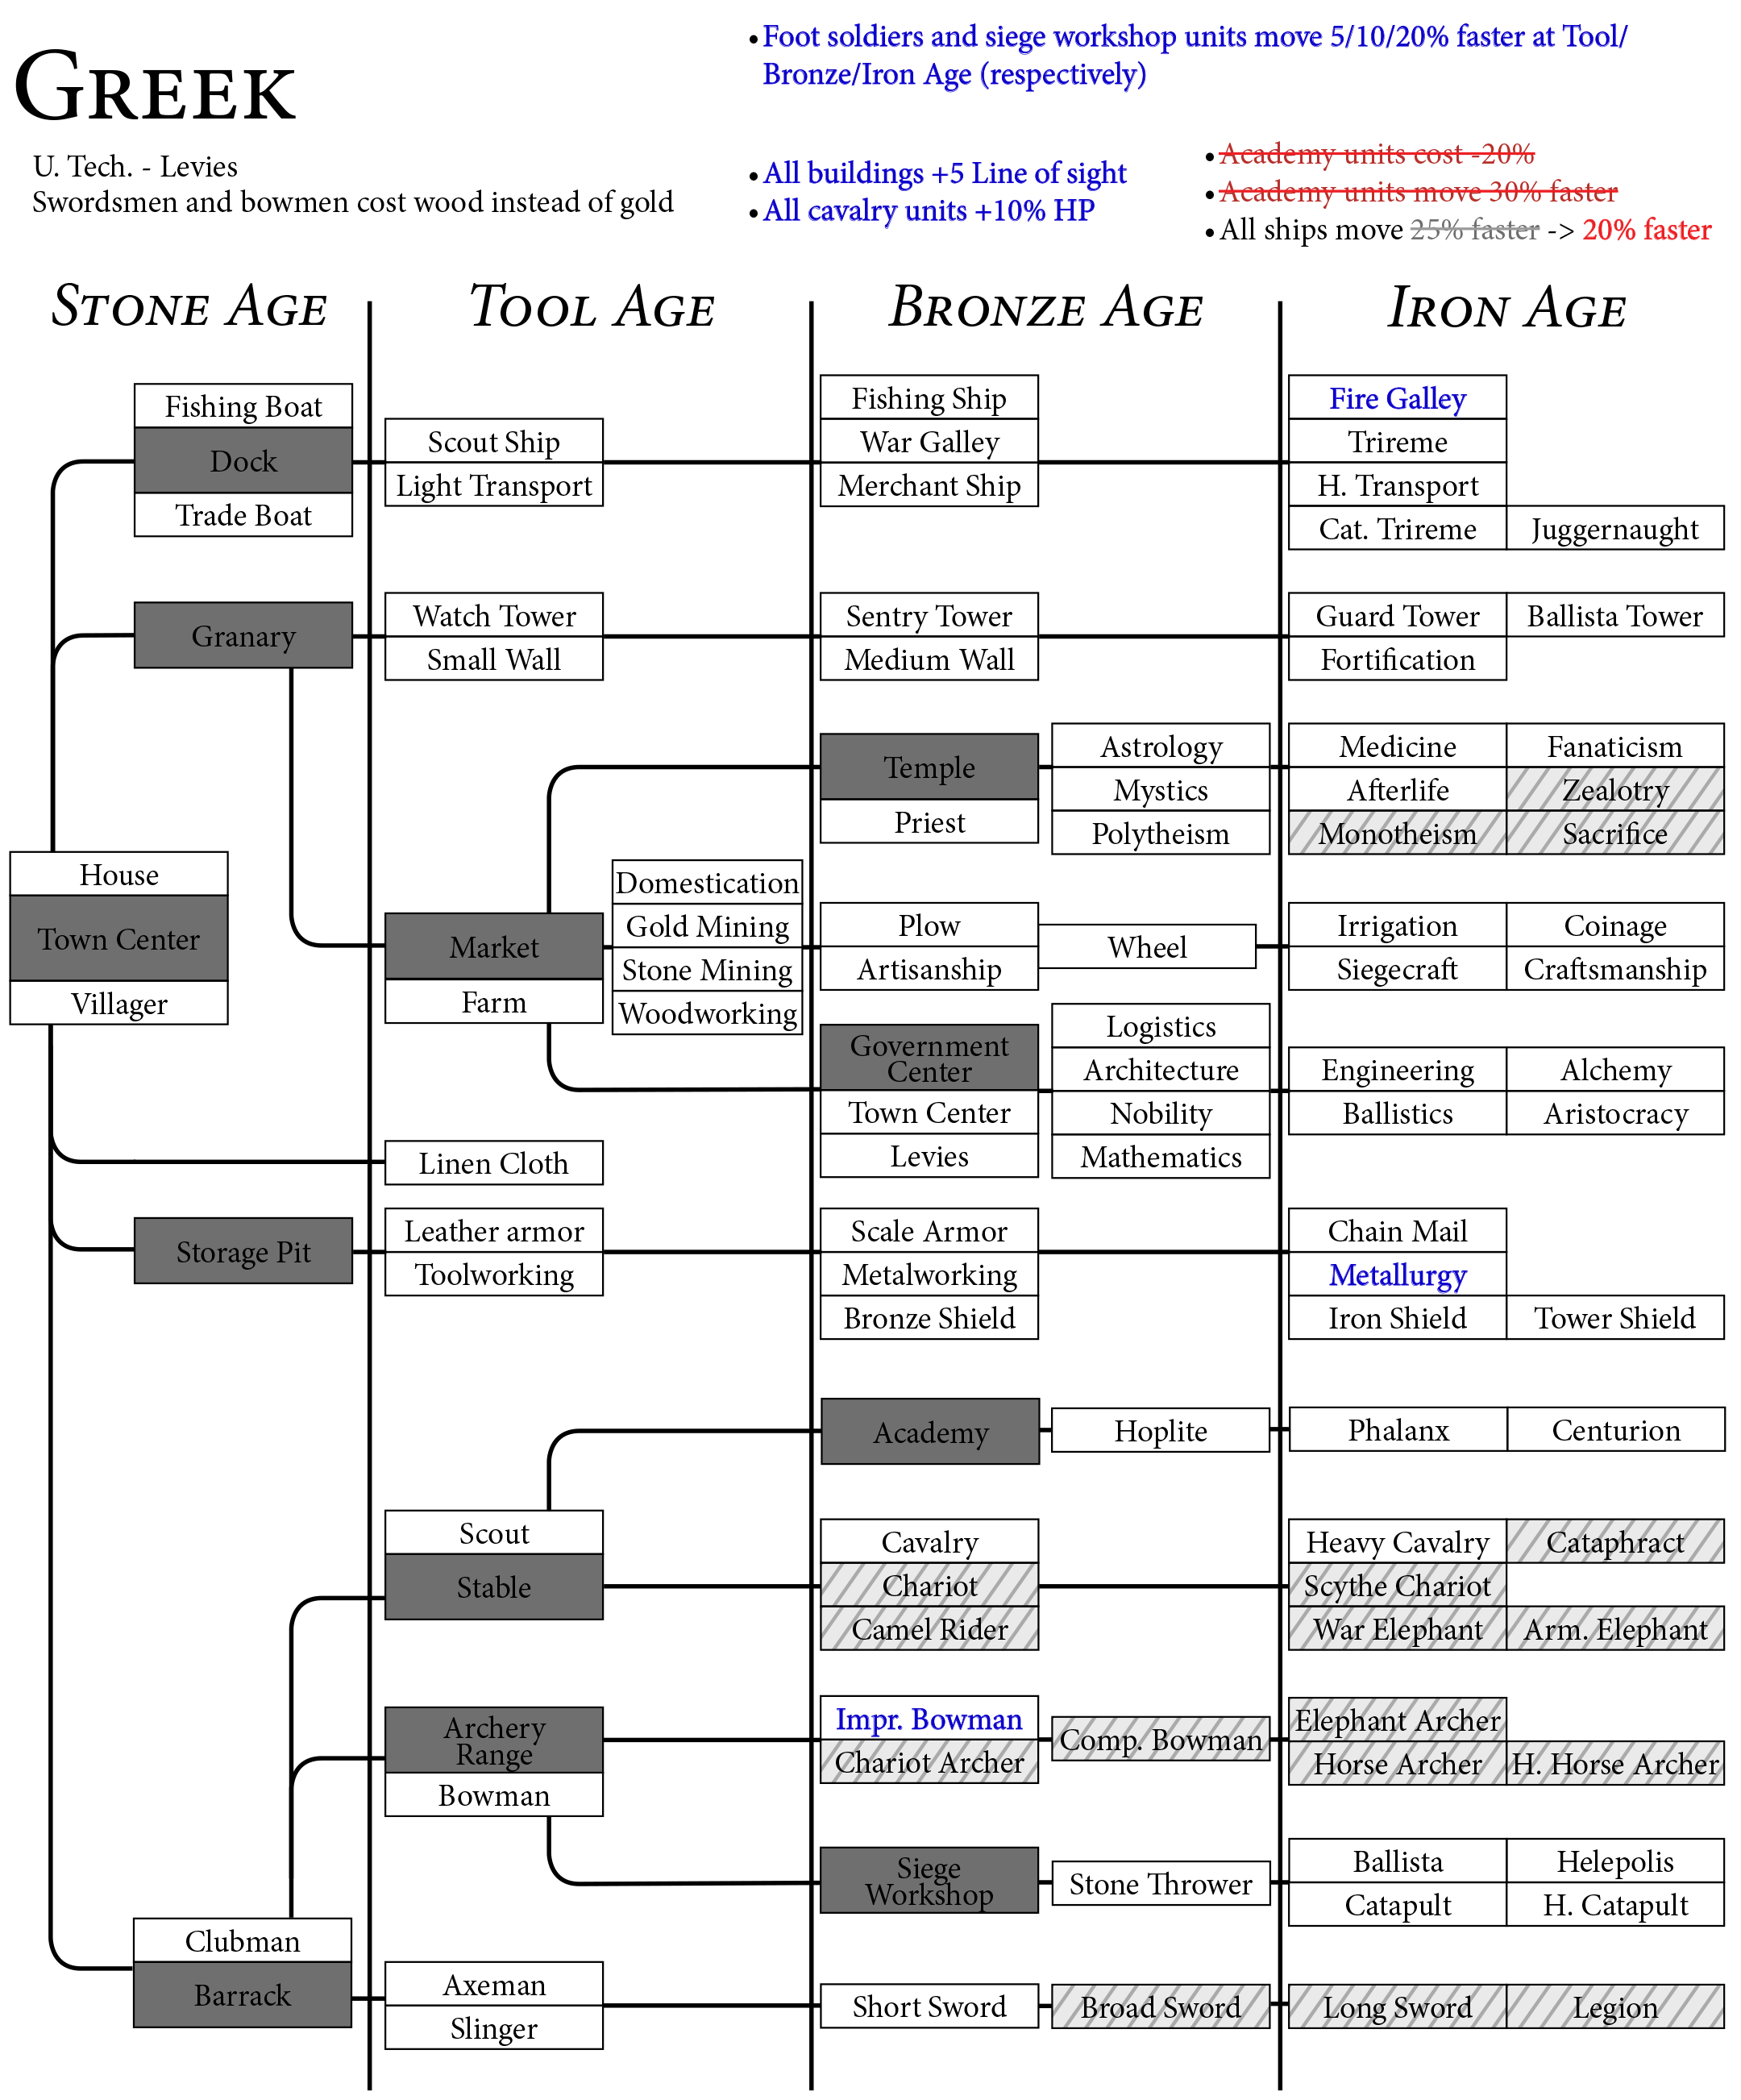 GREEK
U. Tech. - Levies
Swordsmen and bowmen cost wood instead of gold
•Foot soldiers and siege workshop units move 5/10/20% faster at Tool/
Bronze/Iron Age (respectively)
•All buildings +5 Line of sight
•All cavalry units +10% HP
•Academy units cost -20%
•Academy units move 30% faster
•All ships move 25% faster -> 20% faster
STONE AGE
TOOL AGE
BRONZE AGE
IRON AGE
Fishing Boat
Dock
Trade Boat
Scout Ship
Light Transport
Fishing Ship
War Galley
Merchant Ship
Fire Galley
Trireme
H. Transport
Cat. Trireme
Juggernaught
Granary
Watch Tower
Small Wall
Sentry Tower
Medium Wall
Guard Tower
Ballista Tower
Fortification
Temple
Priest
Astrology
Mystics
Polytheism
Medicine
Fanaticism
Afterlife
Zealotry
Monotheism
Sacrifice
House
Town Center
Villager
Market
Farm
Domestication
Gold Mining
Stone Mining
Woodworking
Plow
Artisanship
Wheel
Irrigation
Coinage
Siegecraft
Craftsmanship
Government
Center
Town Center
Levies
Logistics
Architecture
Nobility
Mathematics
Engineering
Alchemy
Ballistics
Aristocracy
Linen Cloth
Storage Pit
Leather armor
Toolworking
Scale Armor
Metalworking
Bronze Shield
Chain Mail
Metallurgy
Iron Shield
Tower Shield
Academy
Hoplite
Phalanx
Centurion
Scout
Stable
Cavalry
Chariot
Camel Rider
Heavy Cavalry
Cataphract
Scythe Chariot
War Elephant
Arm. Elephant
Archery
Range
Bowman
Impr. Bowman
Chariot Archer
Comp. Bowman
Elephant Archer
Horse Archer
H. Horse Archer
Siege
Workshop
Stone Thrower
Ballista
Helepolis
Catapult
H. Catapult
Clubman
Barrack
Axeman
Slinger
Short Sword
Broad Sword
Long Sword
Legion